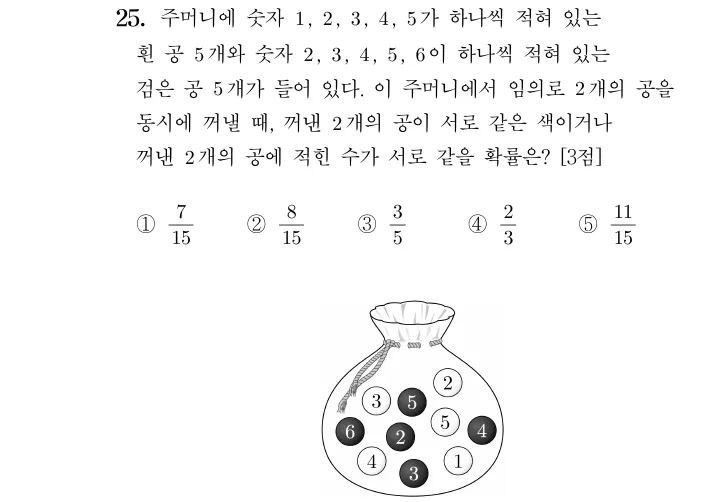 25. 주머니에 숫자 1, 2, 3, 4, 5가 하나씩 적혀 있는
흰 공 5개와 숫자 2, 3, 4, 5, 6이 하나씩 적혀 있는
검은 공 5개가 들어 있다. 이 주머니에서 임의로 2개의 공을
동시에 꺼낼 때, 꺼낸 2개의 공이 서로 같은 색이거나
꺼낸 2개의 공에 적힌 수가 서로 같을 확률은? [3점]
① 7/15 ② 8/15 ③ 3/5 ④ 2/3 ⑤ 11/15
2
3 5
5
6 2 4
4 3 1